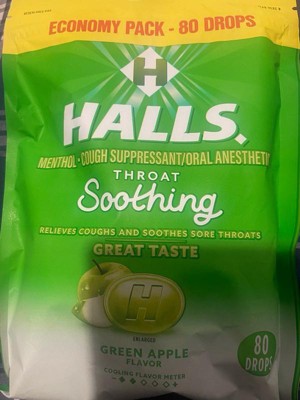 ECONOMY PACK - 80 DROPS
H
HALLS.
MENTHOL · COUGH SUPPRESSANT/ORAL ANESTHETIC
THROAT
Soothing
RELIEVES COUGHS AND SOOTHES SORE THROATS
GREAT TASTE
H
ENLARGED
GREEN APPLE
FLAVOR
COOLING FLAVOR METER
80
DROPS